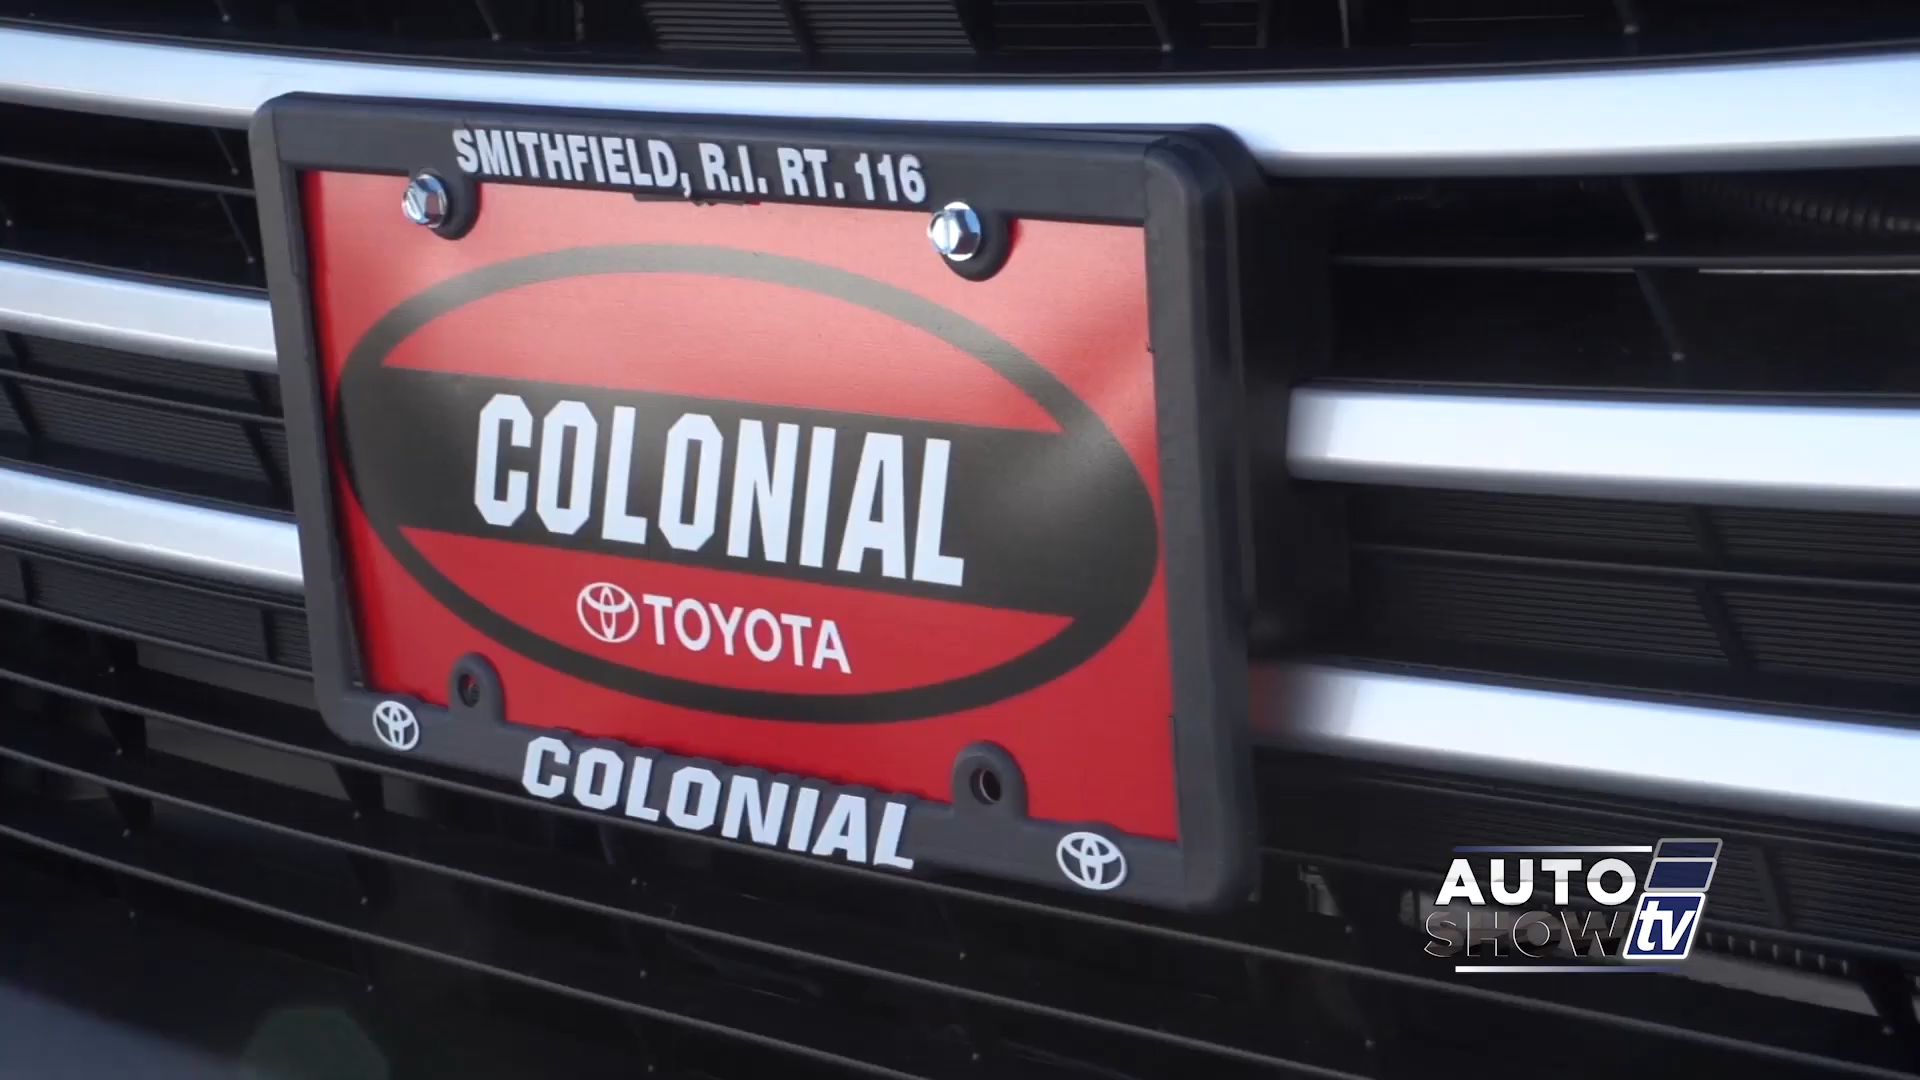 SMITHFIELD, R.I. RT. 116
COLONIAL
TOYOTA
COLONIAL
AUTO
SHOW tv